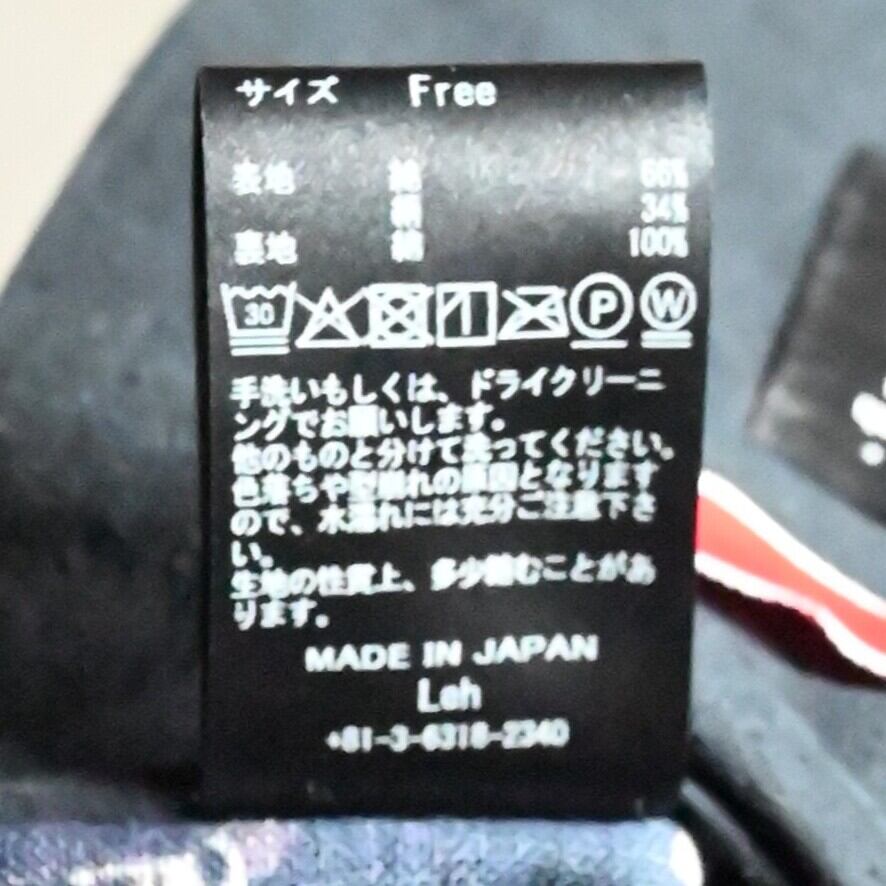 サイズ Free
表地 綿 66%
34%
裏地 綿 100%
30
P W
手洗いもしくは、ドライクリーニ
ングでお願いします。
他のものと分けて洗ってください。
色落ちや型崩れの原因となります
ので、水濡れには充分ご注意下さ
い。
生地の性質上、多少縮むことがあ
ります。
MADE IN JAPAN
Leh
+81-3-6318-2340